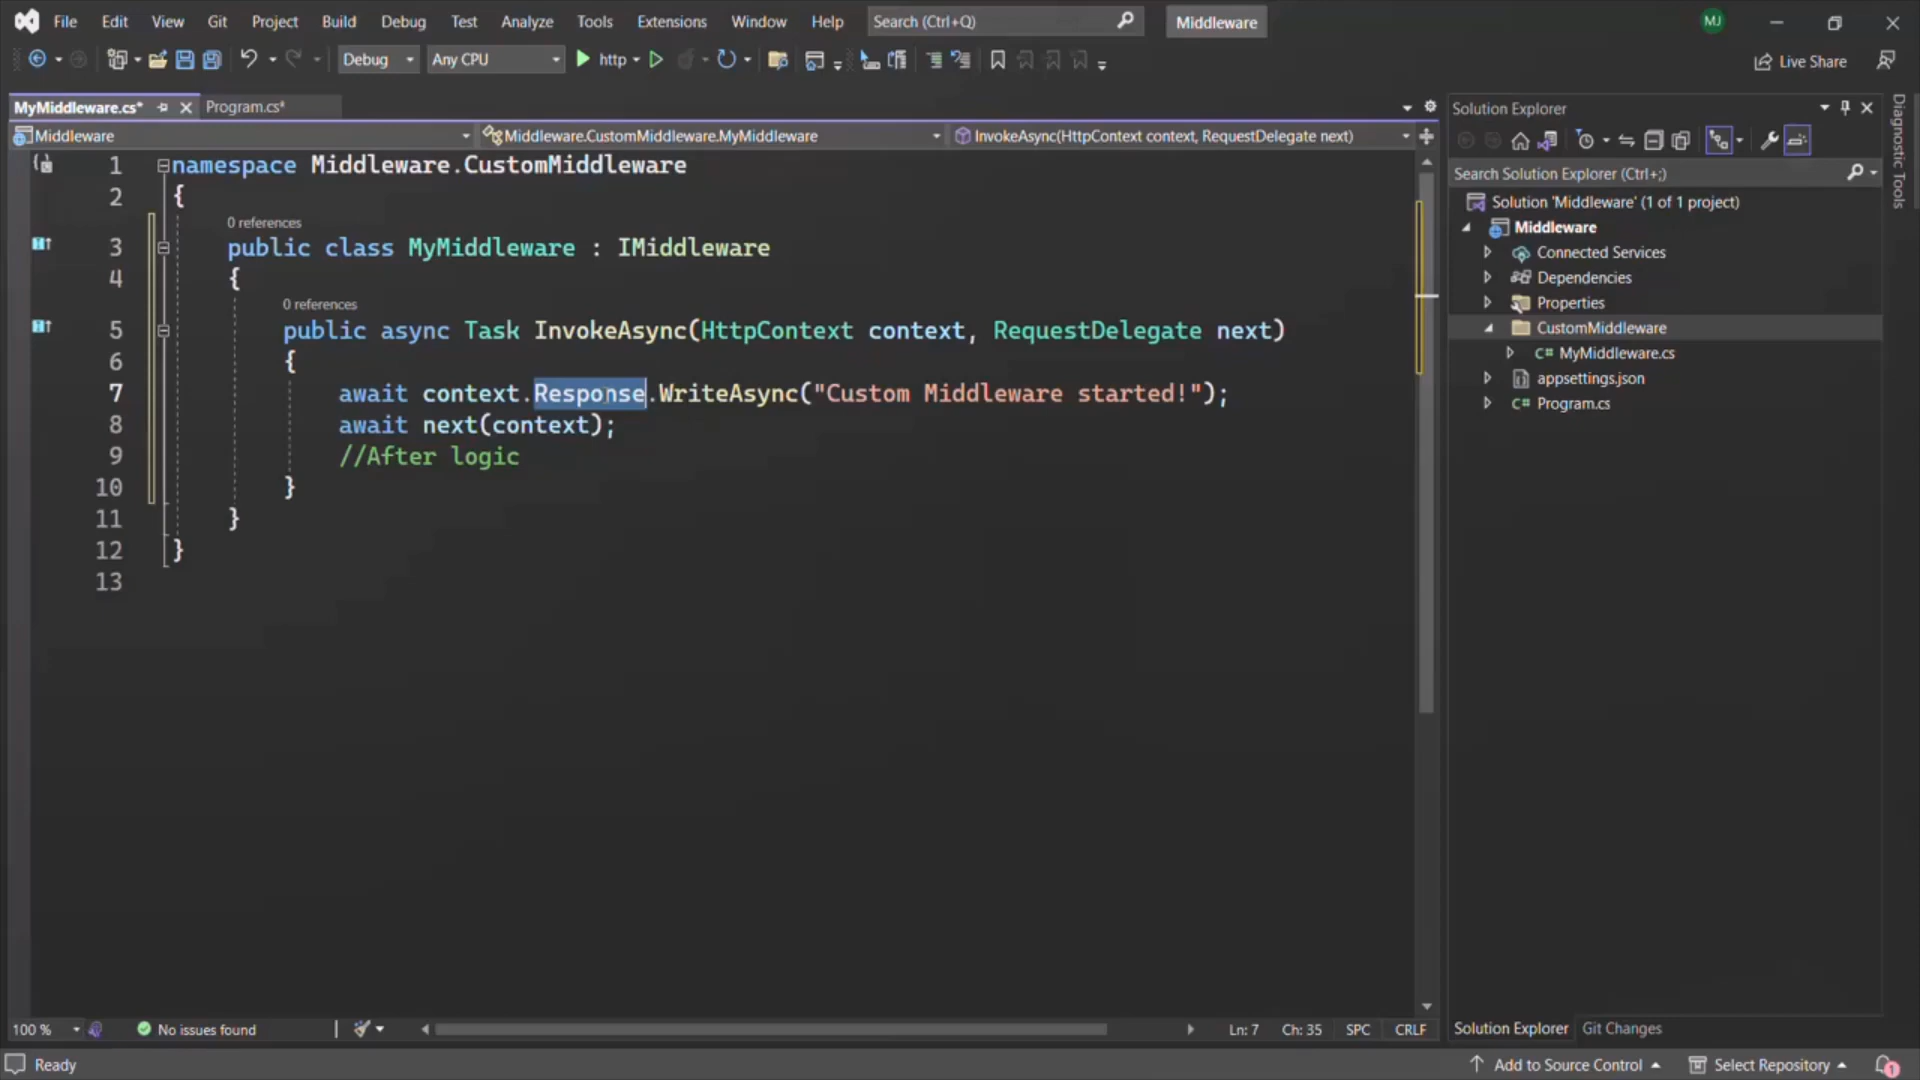 File Edit View Git Project Build Debug Test Analyze Tools Extensions Window Help Search (Ctrl+Q) Middleware MJ
Debug Any CPU http Live Share
MyMiddleware.cs* Program.cs*
Middleware Middleware.CustomMiddleware.MyMiddleware InvokeAsync(HttpContext context, RequestDelegate next)
1 namespace Middleware.CustomMiddleware
2 {
0 references
3 public class MyMiddleware : IMiddleware
4 {
0 references
5 public async Task InvokeAsync(HttpContext context, RequestDelegate next)
6 {
7 await context.Response.WriteAsync("Custom Middleware started!");
8 await next(context);
9 //After logic
10 }
11 }
12 }
13
100 % No issues found Ln: 7 Ch: 35 SPC CRLF
Solution Explorer
Search Solution Explorer (Ctrl+;)
Solution 'Middleware' (1 of 1 project)
Middleware
Connected Services
Dependencies
Properties
CustomMiddleware
C# MyMiddleware.cs
appsettings.json
C# Program.cs
Solution Explorer Git Changes
Diagnostic Tools
Ready Add to Source Control Select Repository 1